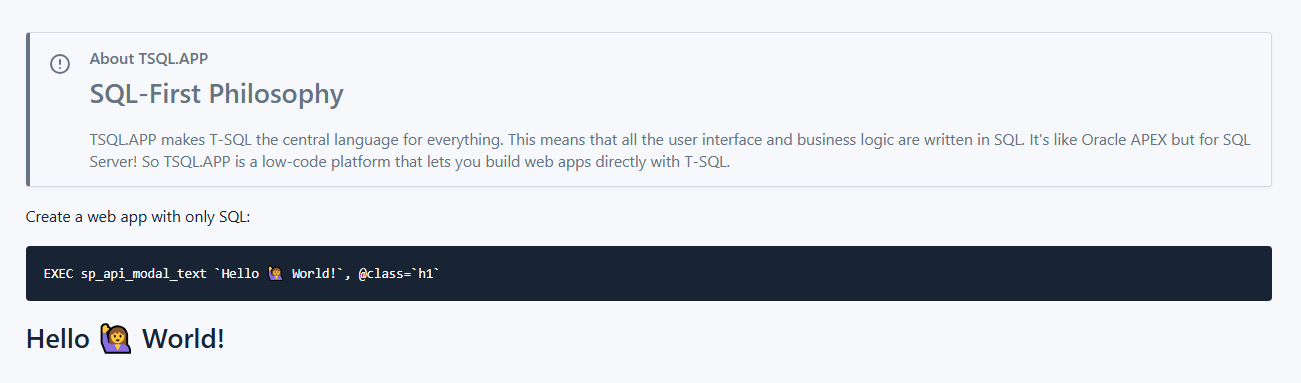 About TSQL.APP
SQL-First Philosophy
TSQL.APP makes T-SQL the central language for everything. This means that all the user interface and business logic are written in SQL. It's like Oracle APEX but for SQL
Server! So TSQL.APP is a low-code platform that lets you build web apps directly with T-SQL.
Create a web app with only SQL:
EXEC sp_api_modal_text `Hello 🙋‍♀️ World!`, @class=`h1`
Hello 🙋‍♀️ World!